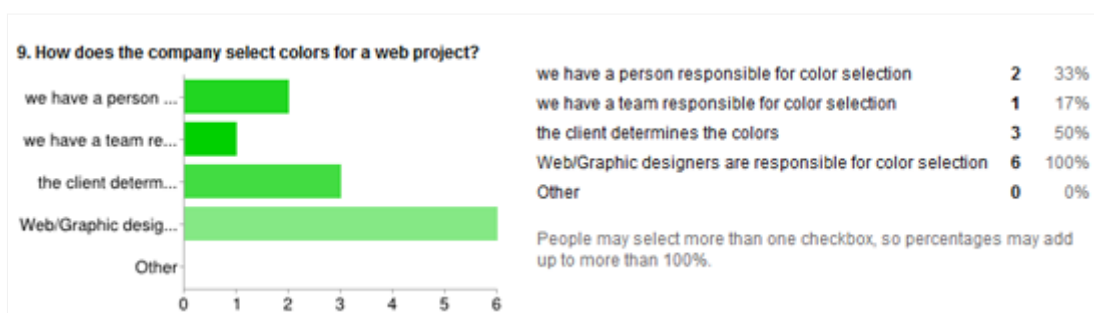 9. How does the company select colors for a web project?
we have a person ...
we have a team re...
the client determ...
Web/Graphic desig...
Other
0 1 2 3 4 5 6
we have a person responsible for color selection 2 33%
we have a team responsible for color selection 1 17%
the client determines the colors 3 50%
Web/Graphic designers are responsible for color selection 6 100%
Other 0 0%
People may select more than one checkbox, so percentages may add
up to more than 100%.